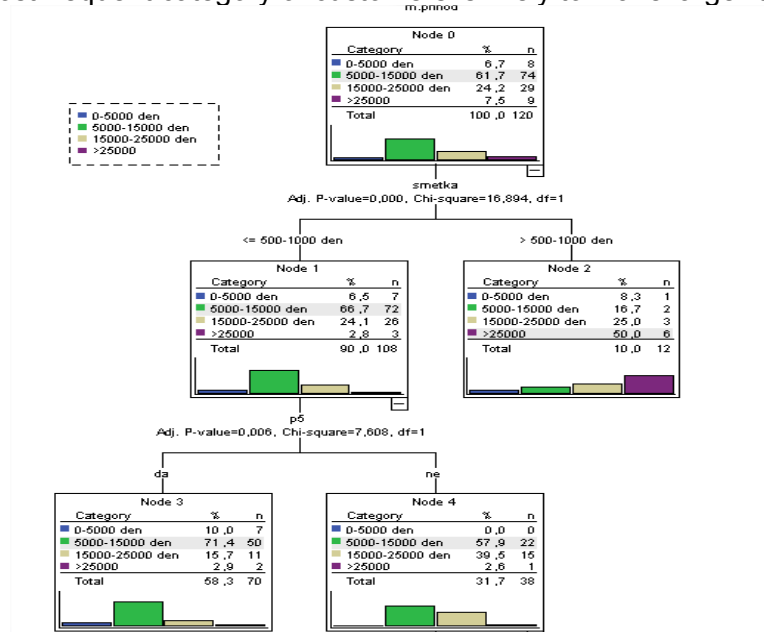 m.prihod
Node 0
Category % n
0-5000 den 6,7 8
5000-15000 den 61,7 74
15000-25000 den 24,2 29
>25000 7,5 9
Total 100,0 120
0-5000 den
5000-15000 den
15000-25000 den
>25000
smetka
Adj. P-value=0,000, Chi-square=16,894, df=1
<= 500-1000 den
> 500-1000 den
Node 1
Category % n
0-5000 den 6,5 7
5000-15000 den 66,7 72
15000-25000 den 24,1 26
>25000 2,8 3
Total 90,0 108
Node 2
Category % n
0-5000 den 8,3 1
5000-15000 den 16,7 2
15000-25000 den 25,0 3
>25000 50,0 6
Total 10,0 12
p5
Adj. P-value=0,006, Chi-square=7,608, df=1
da
ne
Node 3
Category % n
0-5000 den 10,0 7
5000-15000 den 71,4 50
15000-25000 den 15,7 11
>25000 2,9 2
Total 58,3 70
Node 4
Category % n
0-5000 den 0,0 0
5000-15000 den 57,9 22
15000-25000 den 39,5 15
>25000 2,6 1
Total 31,7 38